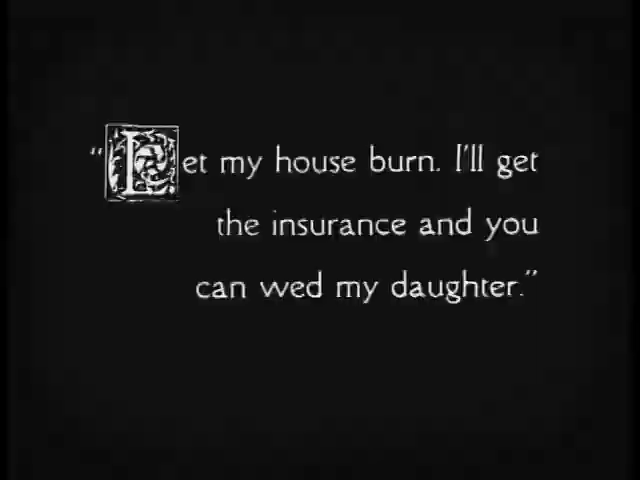 “Let my house burn. I'll get
the insurance and you
can wed my daughter.”